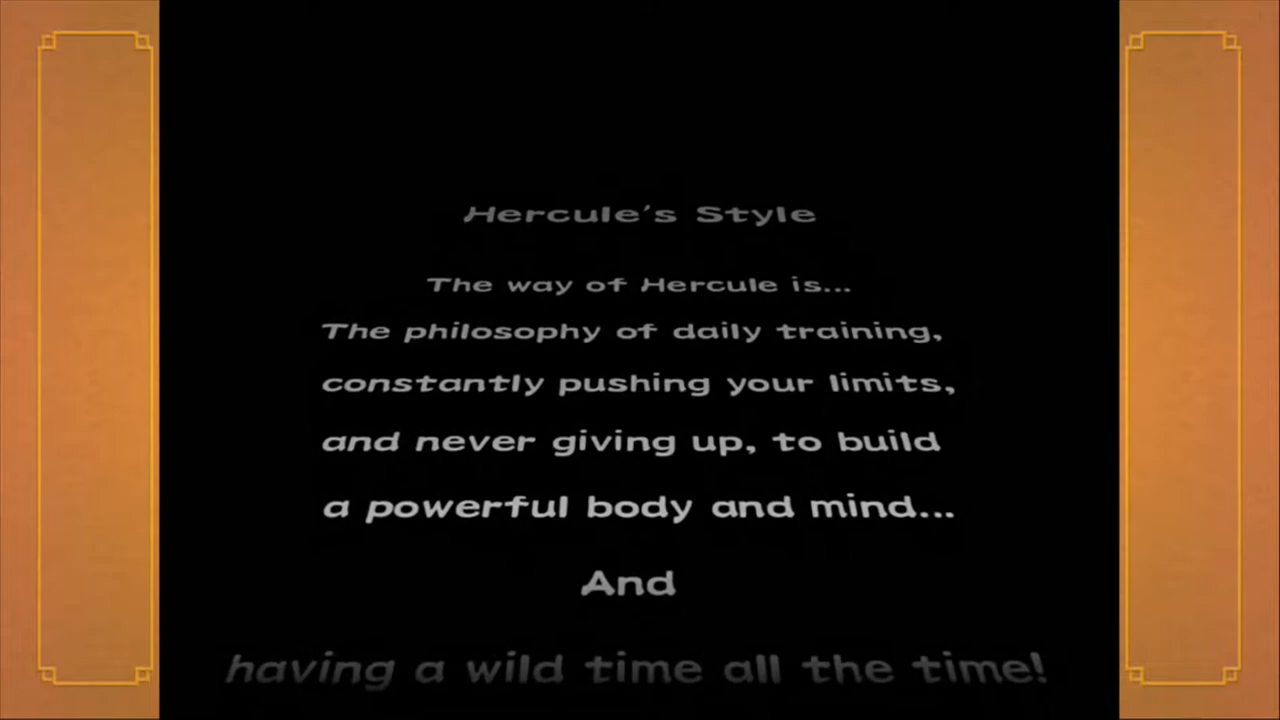 Hercule's Style
The way of Hercule is...
The philosophy of daily training,
constantly pushing your limits,
and never giving up, to build
a powerful body and mind...
And
having a wild time all the time!